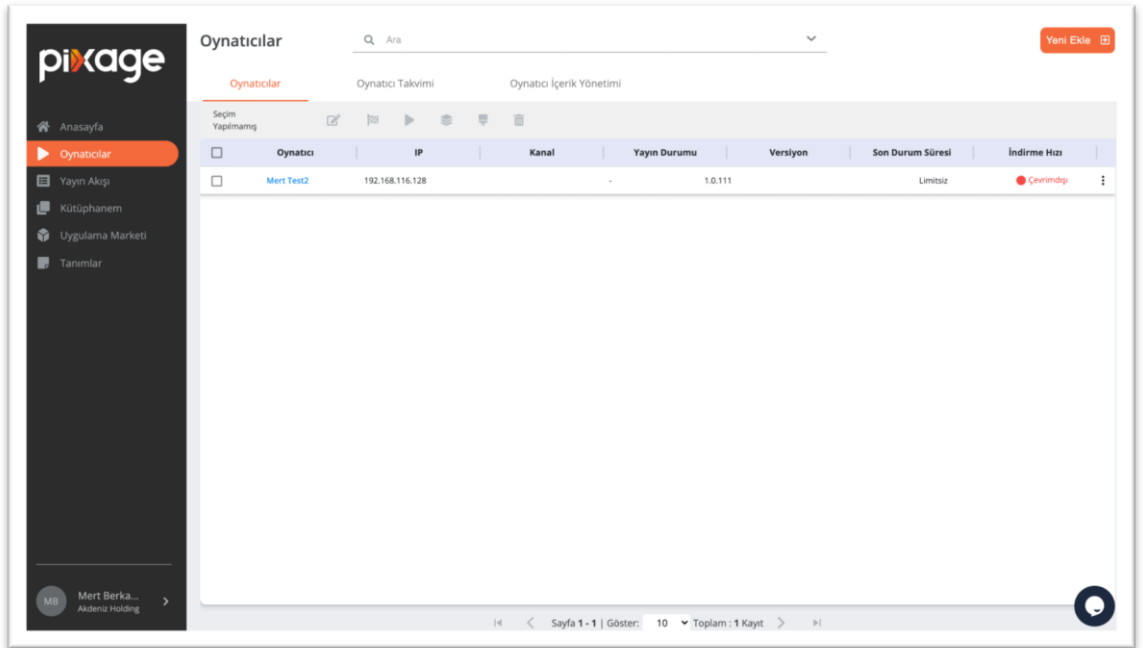 pixage
Oynatıcılar
Ara
Yeni Ekle
Oynatıcılar
Oynatıcı Takvimi
Oynatıcı İçerik Yönetimi
Seçim
Yapılmamış
Oynatıcı IP Kanal Yayın Durumu Versiyon Son Durum Süresi İndirme Hızı
Mert Test2 192.168.116.128 - 1.0.111 Limitsiz Çevrimdışı
Anasayfa
Oynatıcılar
Yayın Akışı
Kütüphanem
Uygulama Marketi
Tanımlar
MB
Mert Berka...
Akdeniz Holding
Sayfa 1 - 1 | Göster: 10 Toplam : 1 Kayıt